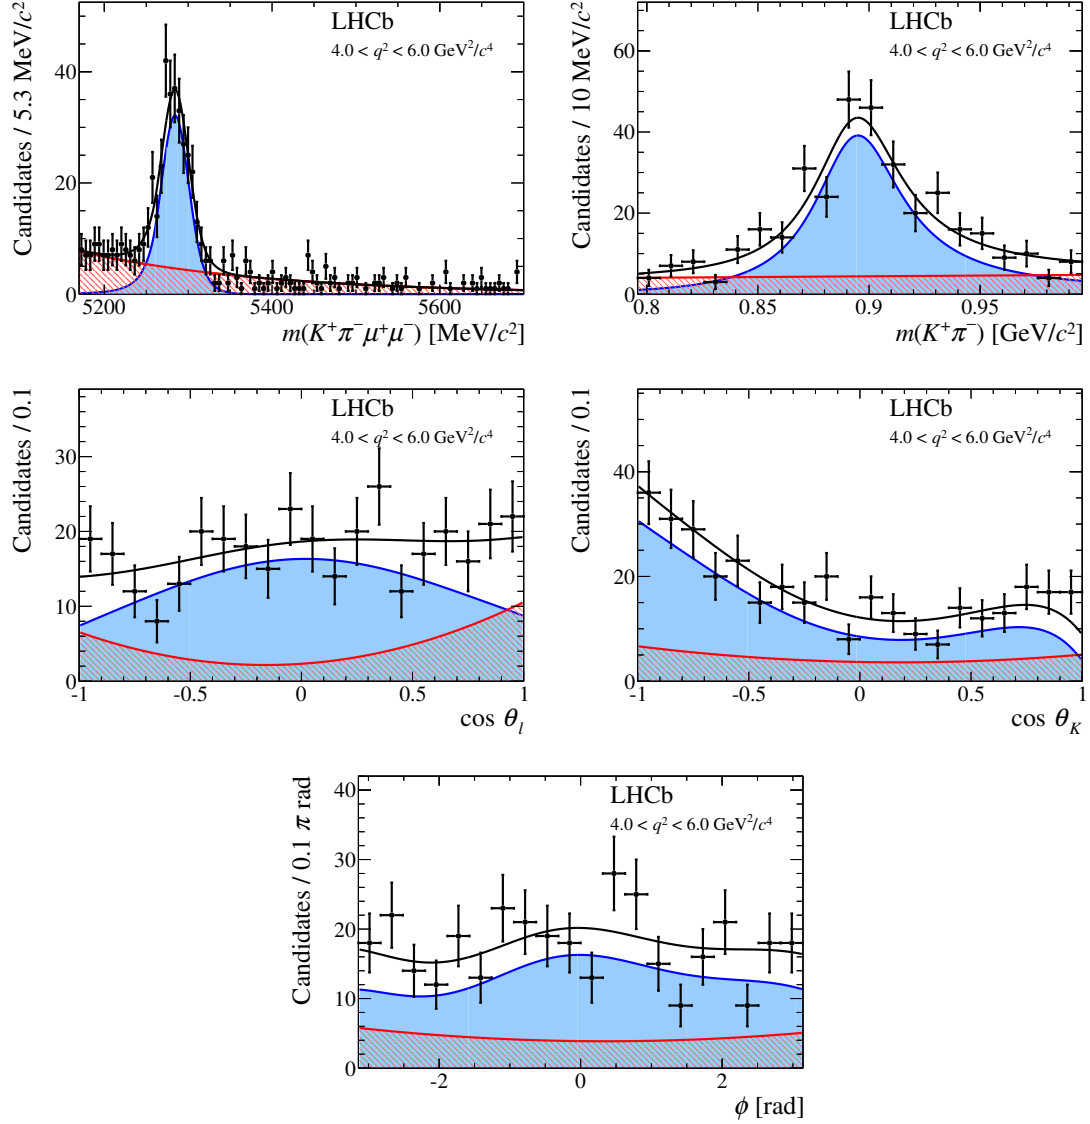 Candidates / 5.3 MeV/c²
LHCb
4.0 < q² < 6.0 GeV²/c⁴
40
20
0
5200
5400
5600
m(K⁺π⁻μ⁺μ⁻) [MeV/c²]
Candidates / 10 MeV/c²
LHCb
4.0 < q² < 6.0 GeV²/c⁴
60
40
20
0
0.8
0.85
0.9
0.95
m(K⁺π⁻) [GeV/c²]
Candidates / 0.1
LHCb
4.0 < q² < 6.0 GeV²/c⁴
30
20
10
0
-1
-0.5
0
0.5
1
cos θ_l
Candidates / 0.1
LHCb
4.0 < q² < 6.0 GeV²/c⁴
40
20
0
-1
-0.5
0
0.5
1
cos θ_K
Candidates / 0.1 π rad
LHCb
4.0 < q² < 6.0 GeV²/c⁴
40
30
20
10
0
-2
0
2
ϕ [rad]